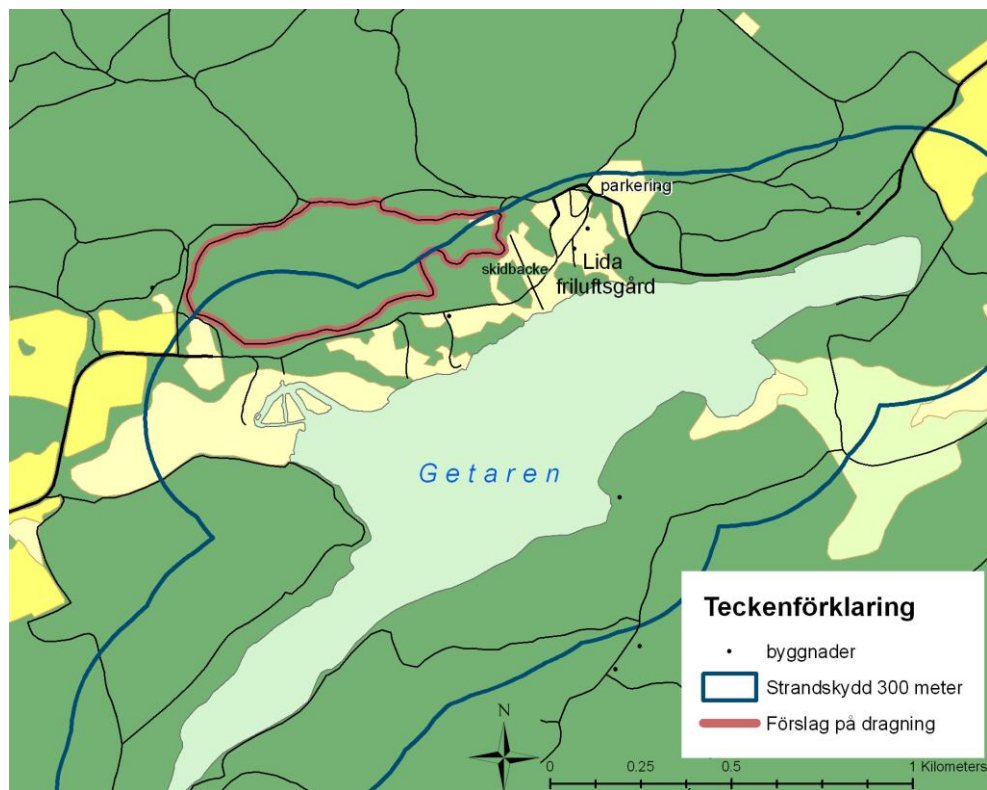 parkering
skidbacke
Lida
friluftsgård
Getaren
Teckenförklaring
byggnader
Strandskydd 300 meter
Förslag på dragning
N
0 0.25 0.5 1 Kilometers